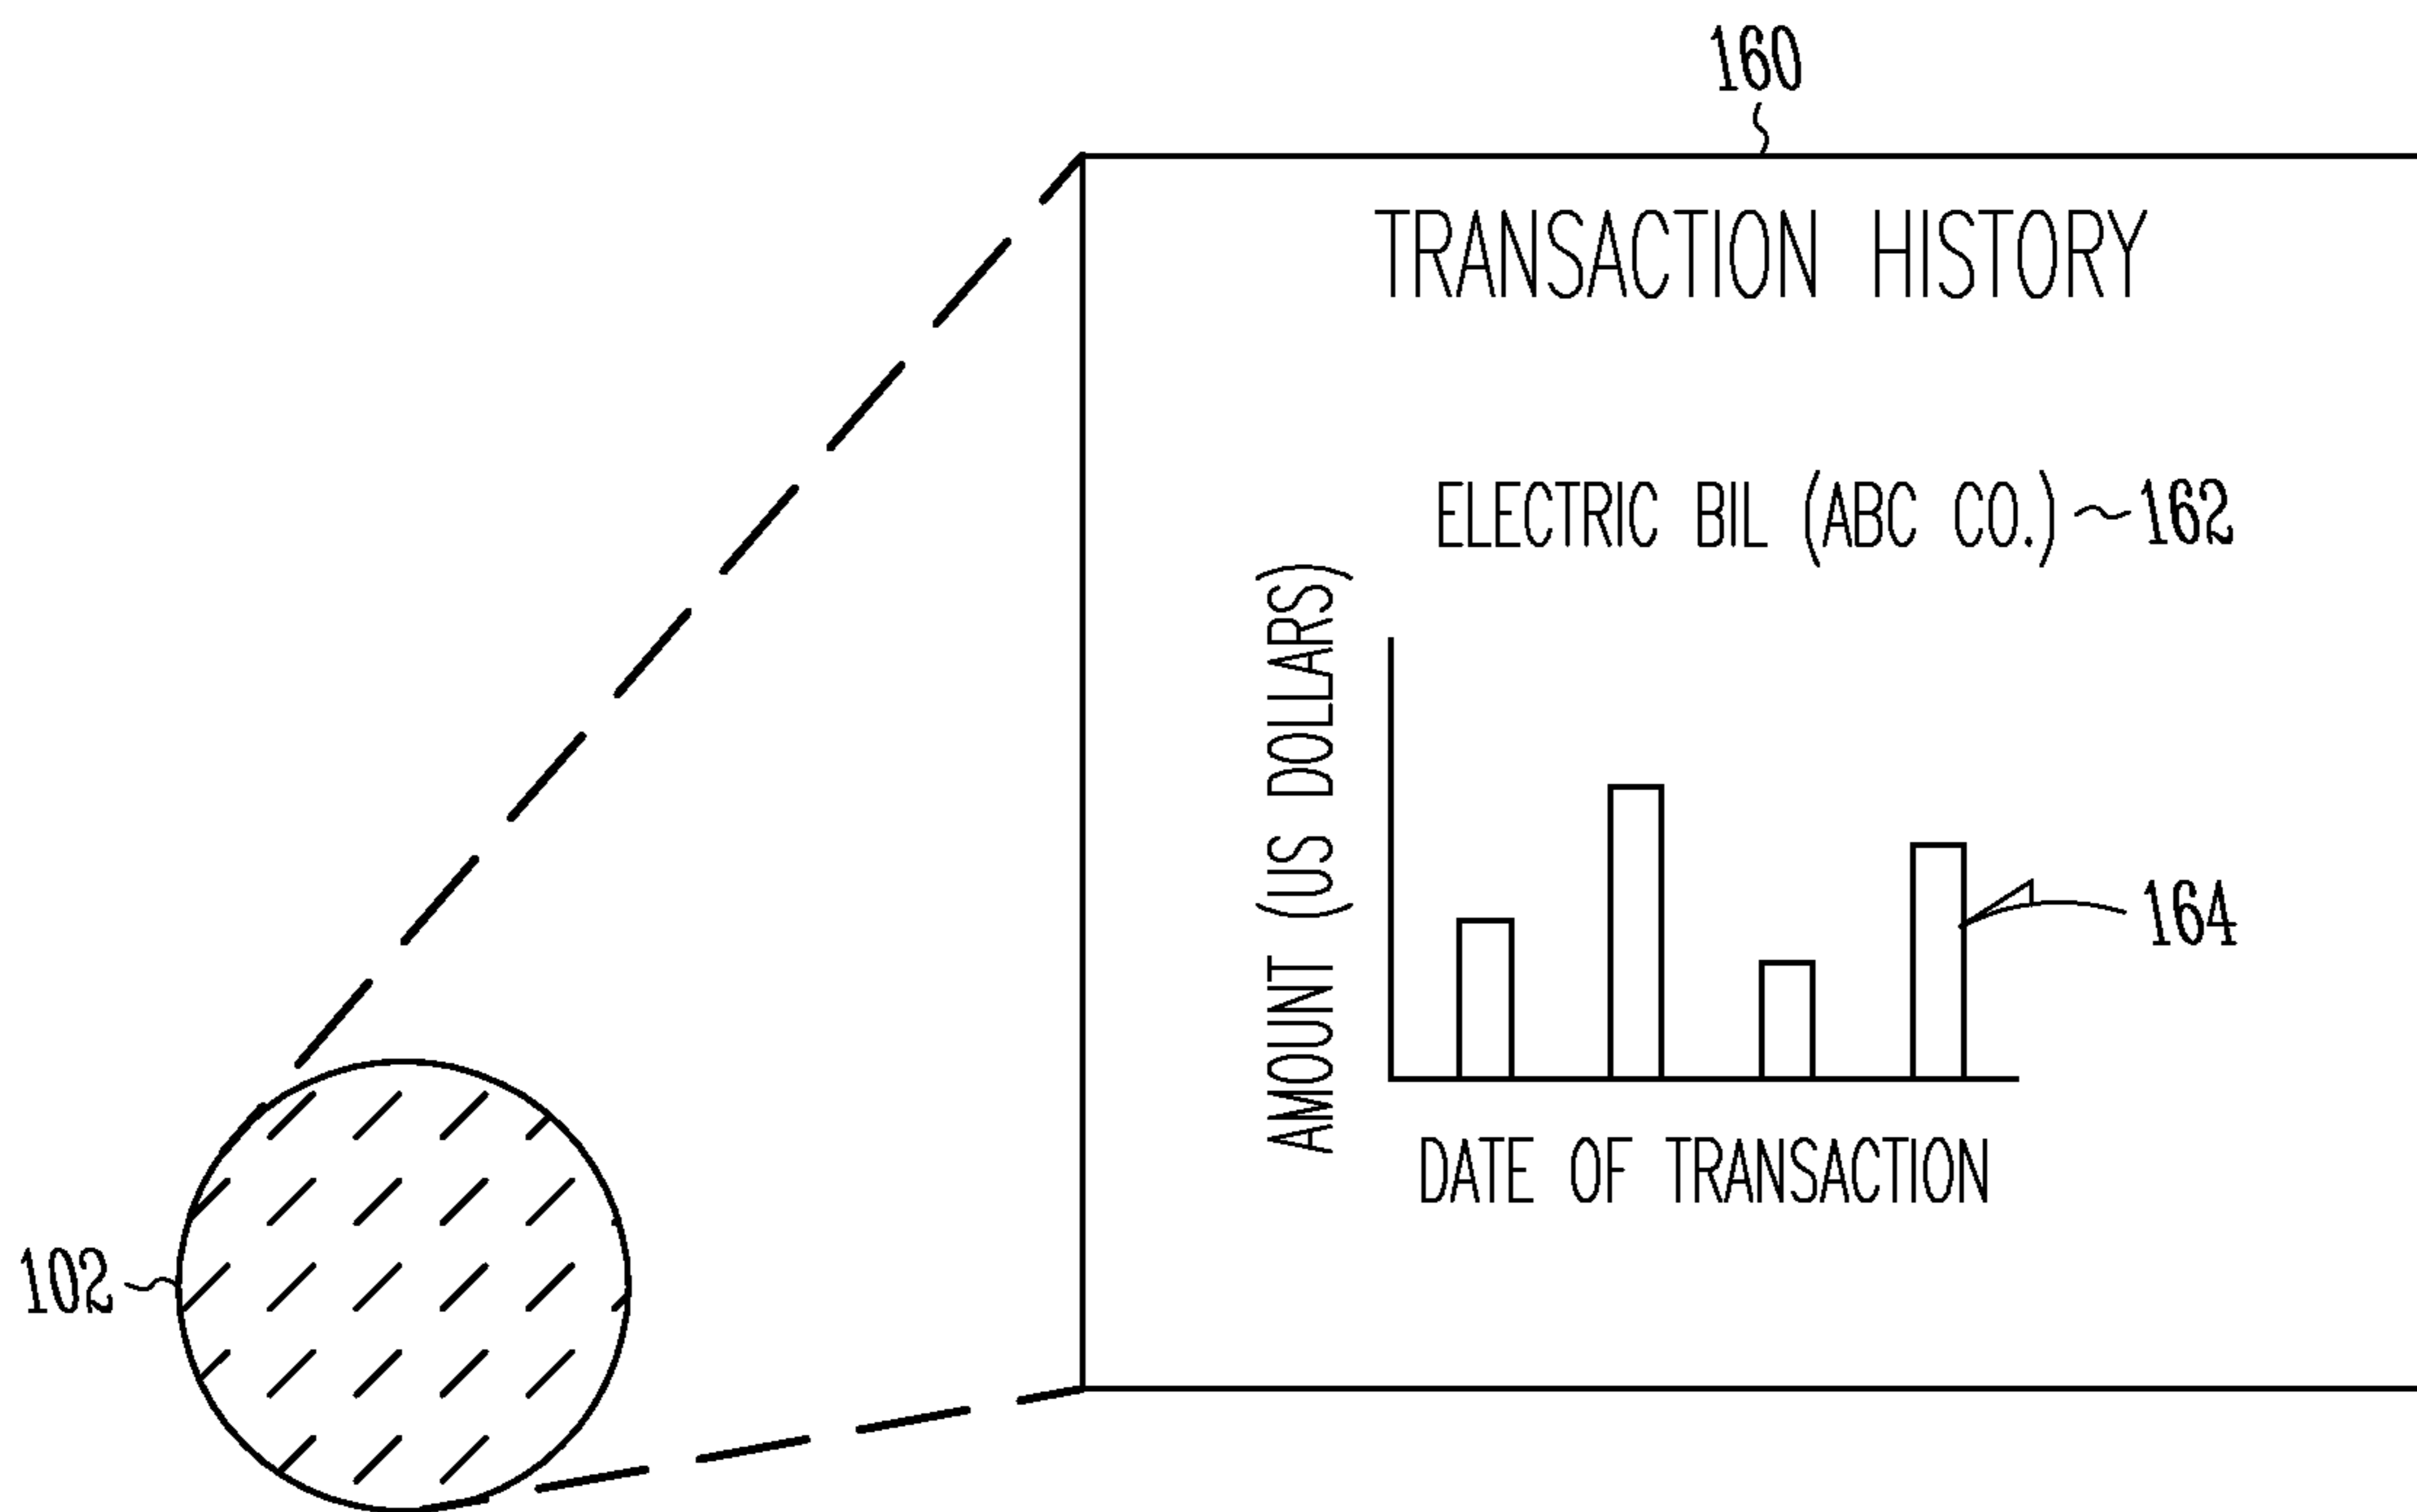 160
TRANSACTION HISTORY
ELECTRIC BIL (ABC CO.) 162
AMOUNT (US DOLLARS)
164
DATE OF TRANSACTION
102